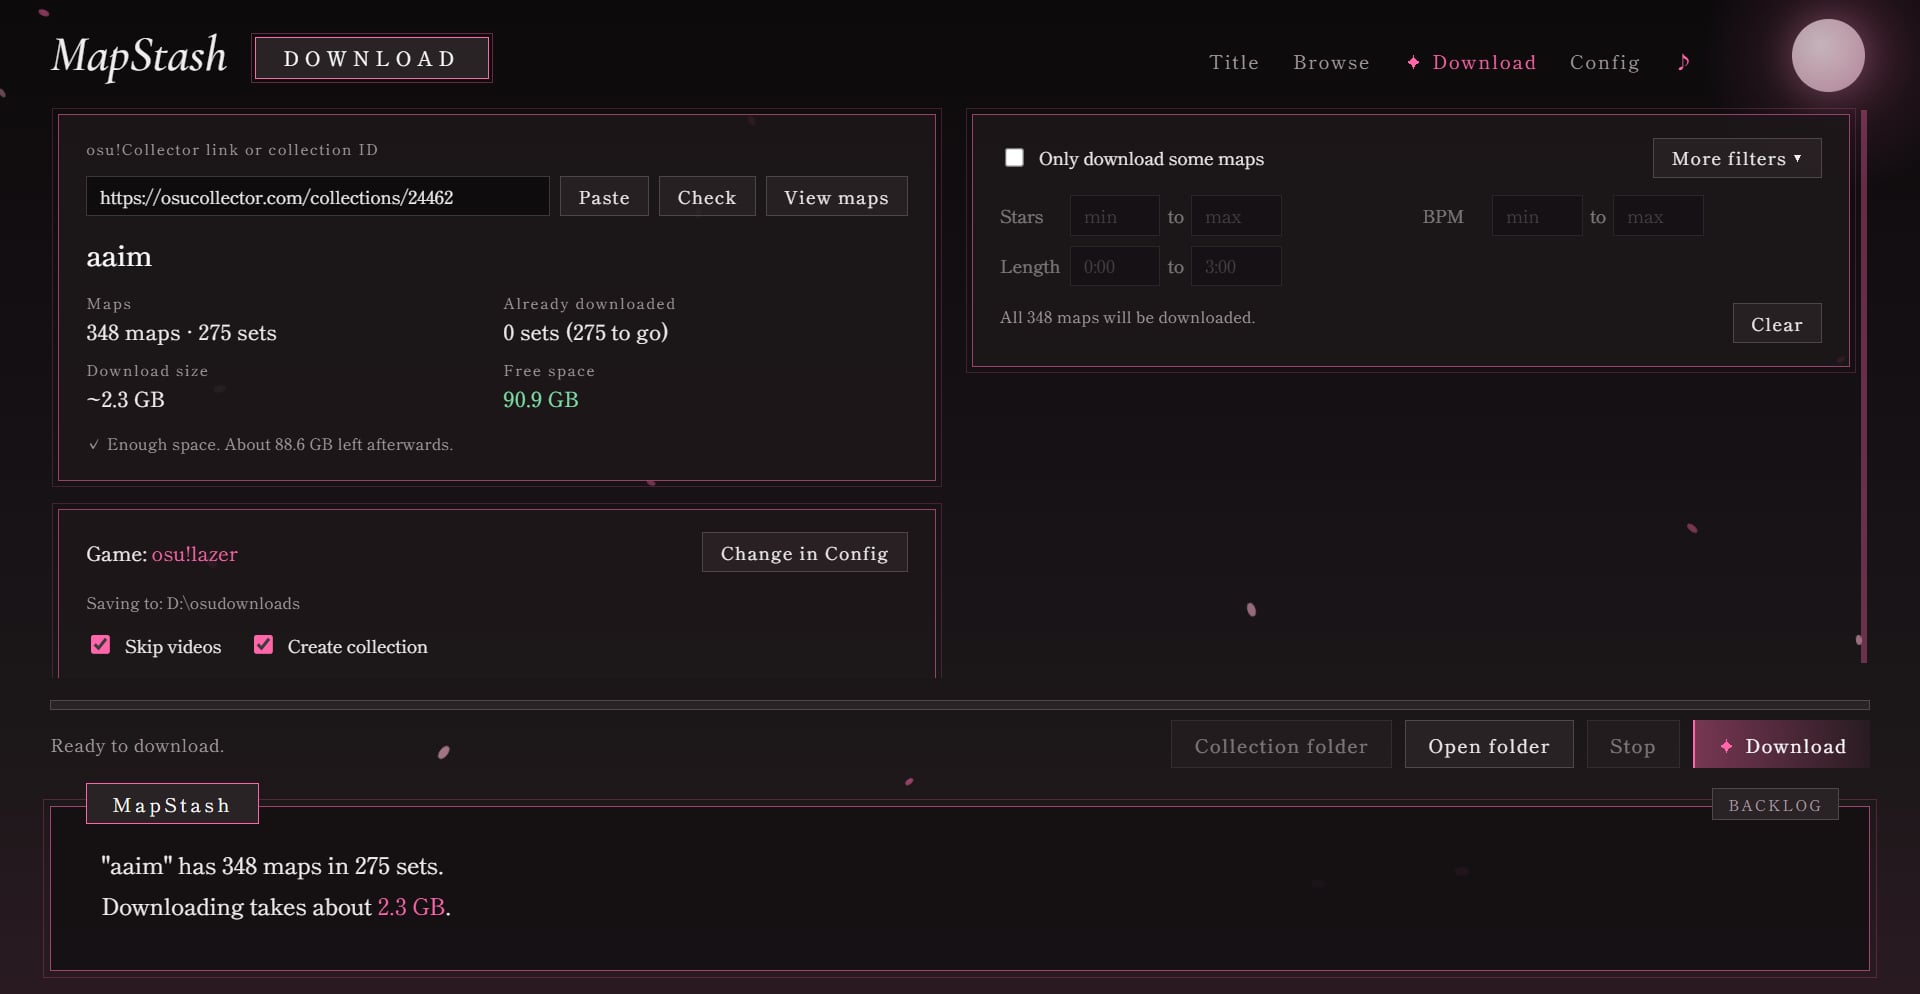 MapStash
DOWNLOAD
Title
Browse
✦ Download
Config
♪
osu!Collector link or collection ID
https://osucollector.com/collections/24462
Paste
Check
View maps
aaim
Maps
348 maps · 275 sets
Already downloaded
0 sets (275 to go)
Download size
~2.3 GB
Free space
90.9 GB
✓ Enough space. About 88.6 GB left afterwards.
Game: osu!lazer
Change in Config
Saving to: D:\osudownloads
Skip videos
Create collection
Only download some maps
More filters ▾
Stars min to max
BPM min to max
Length 0:00 to 3:00
All 348 maps will be downloaded.
Clear
Ready to download.
Collection folder
Open folder
Stop
✦ Download
MapStash
BACKLOG
"aaim" has 348 maps in 275 sets.
Downloading takes about 2.3 GB.